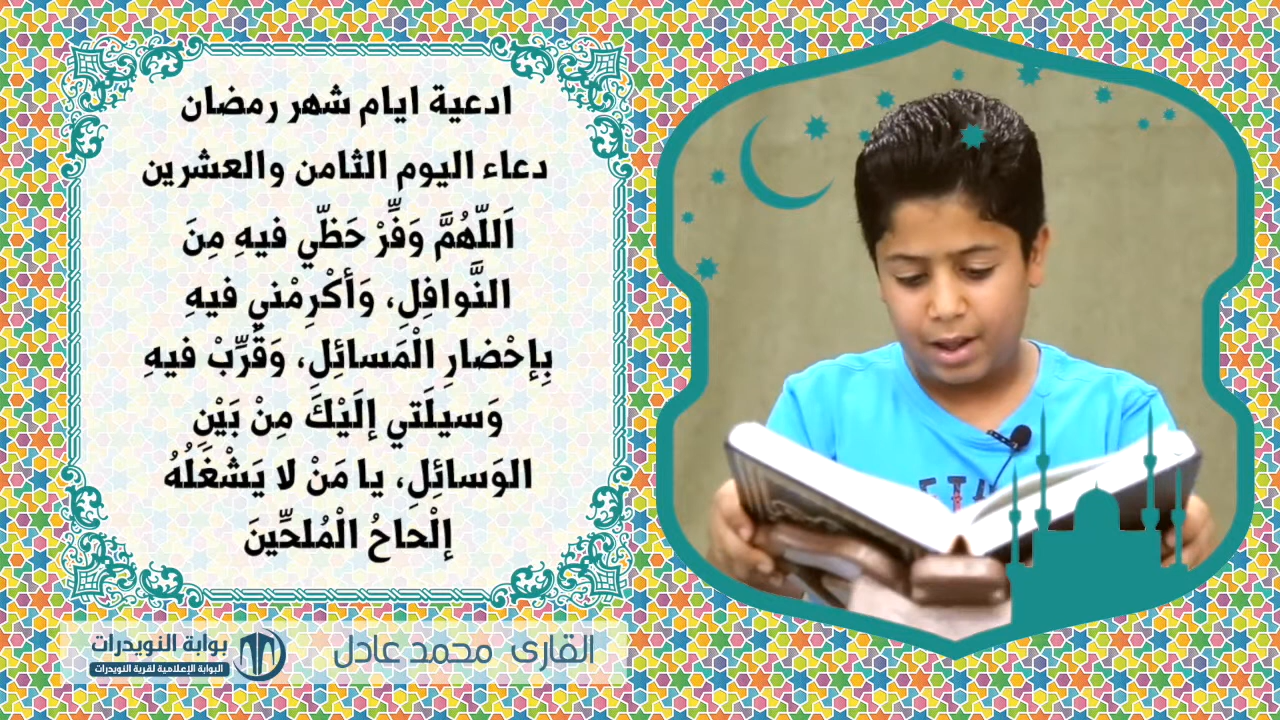 ادعية ايام شهر رمضان
دعاء اليوم الثامن والعشرين
اَللّهُمَّ وَفِّرْ حَظّي فيهِ مِنَ
النَّوافِلِ، وَأكْرِمْني فيهِ
بِإحْضارِ الْمَسائِلِ، وَقَرِّبْ فيهِ
وَسيلَتي إلَيْكَ مِنْ بَيْنِ
الوَسائِلِ، يا مَنْ لا يَشْغَلُهُ
إلْحاحُ الْمُلحِّينَ
القارئ محمد عادل
بوابة النويدرات
البوابة الإعلامية لقرية النويدرات